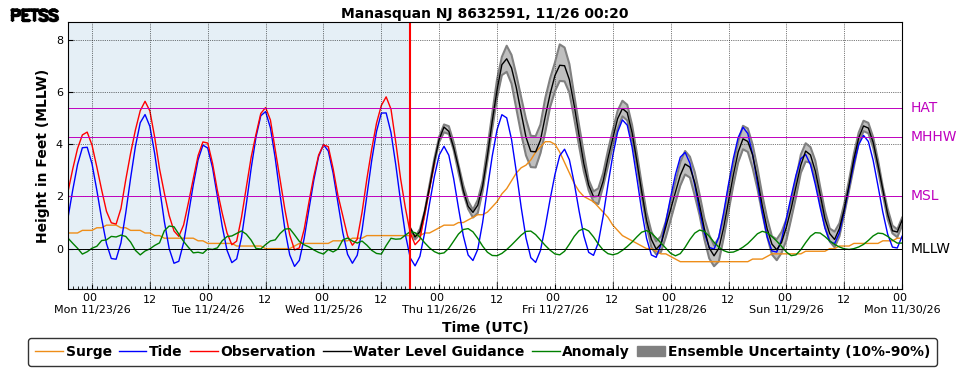 PETSS
Manasquan NJ 8632591, 11/26 00:20
Height in Feet (MLLW)
8
6
4
2
0
HAT
MHHW
MSL
MLLW
00 12 00 12 00 12 00 12 00 12 00 12 00 12 00
Mon 11/23/26 Tue 11/24/26 Wed 11/25/26 Thu 11/26/26 Fri 11/27/26 Sat 11/28/26 Sun 11/29/26 Mon 11/30/26
Time (UTC)
Surge Tide Observation Water Level Guidance Anomaly Ensemble Uncertainty (10%-90%)